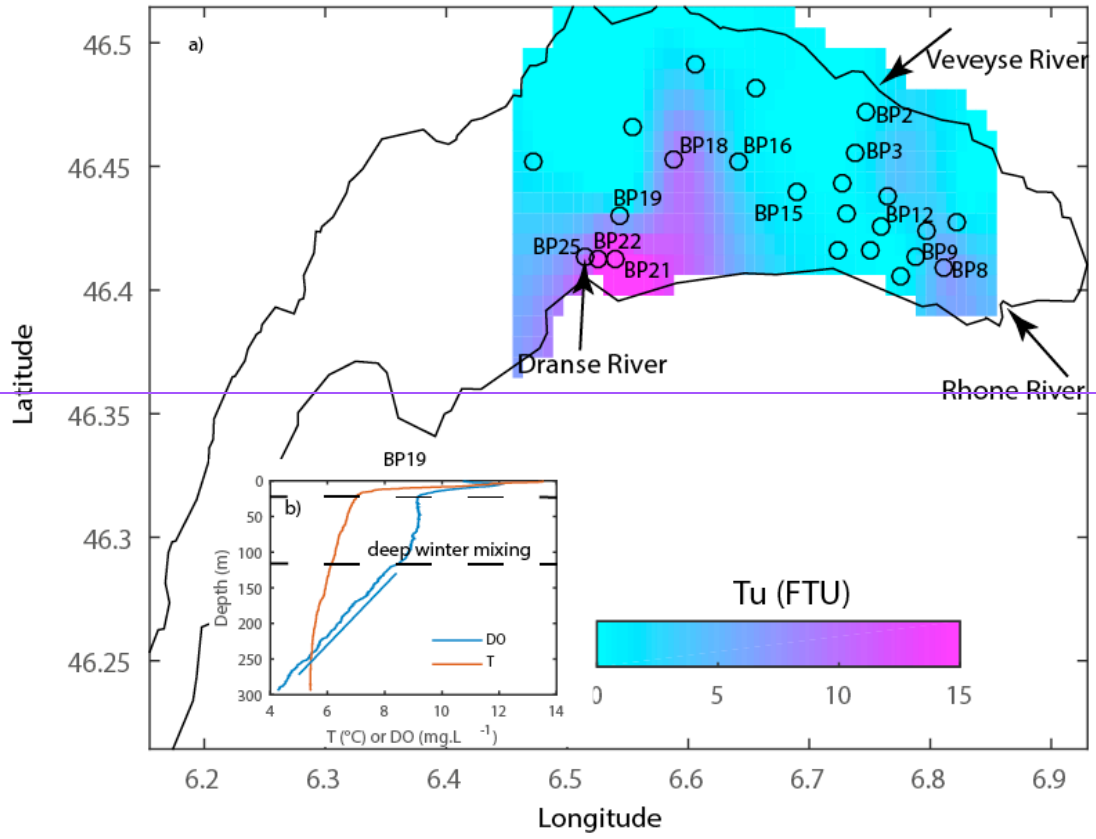 46.5
46.45
46.4
46.35
46.3
46.25
Latitude
a)
Veveyse River
BP2
BP18
BP16
BP3
BP19
BP15
BP12
BP25
BP22
BP21
BP9
BP8
Dranse River
Rhone River
BP19
b)
0
50
100
150
200
250
300
Depth (m)
deep winter mixing
DO
T
4
6
8
10
12
14
T (°C) or DO (mg.L -1)
Tu (FTU)
0
5
10
15
6.2
6.3
6.4
6.5
6.6
6.7
6.8
6.9
Longitude